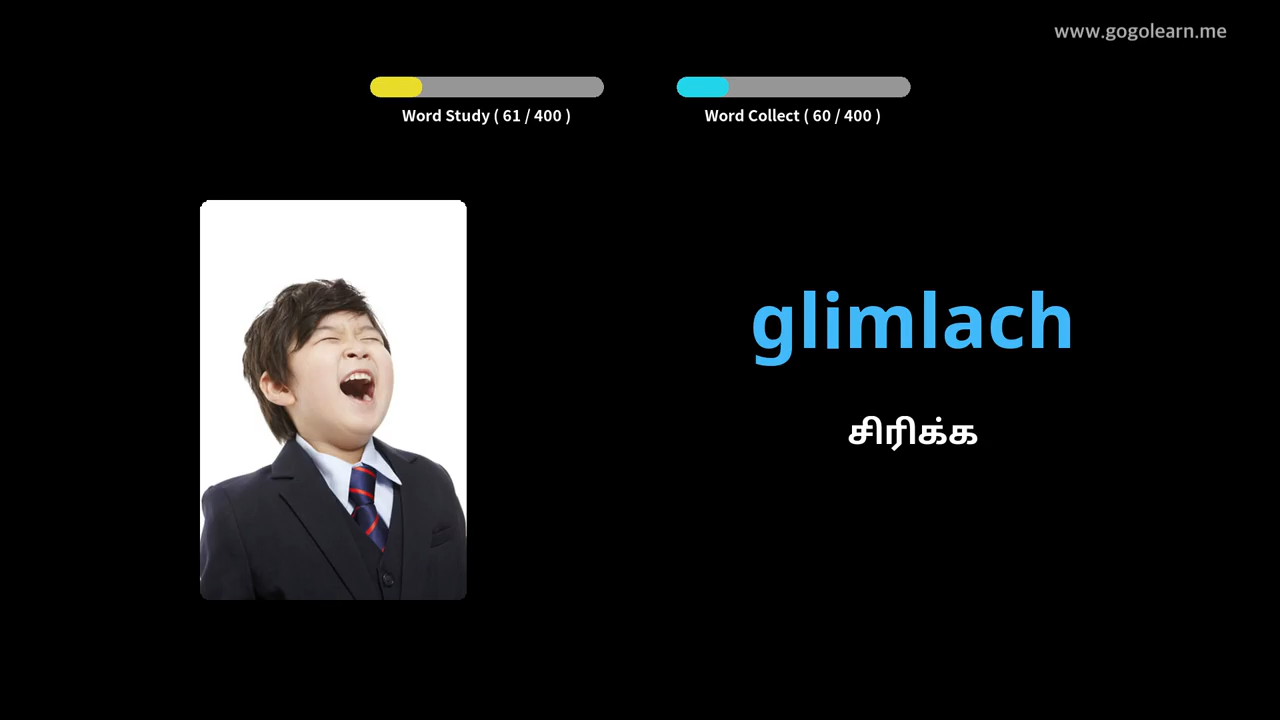 www.gogolearn.me
Word Study ( 61 / 400 )
Word Collect ( 60 / 400 )
glimlach
சிரிக்க